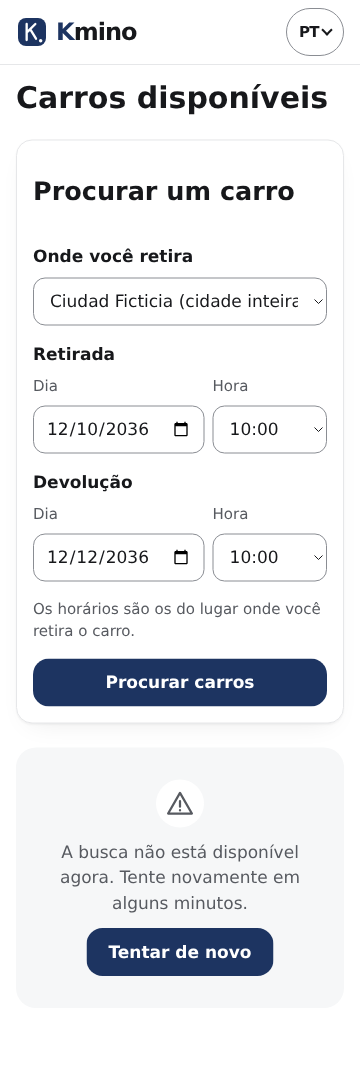 K. Kmino
PT
Carros disponíveis
Procurar um carro
Onde você retira
Ciudad Ficticia (cidade inteira
Retirada
Dia Hora
12/10/2036 10:00
Devolução
Dia Hora
12/12/2036 10:00
Os horários são os do lugar onde você
retira o carro.
Procurar carros
A busca não está disponível
agora. Tente novamente em
alguns minutos.
Tentar de novo